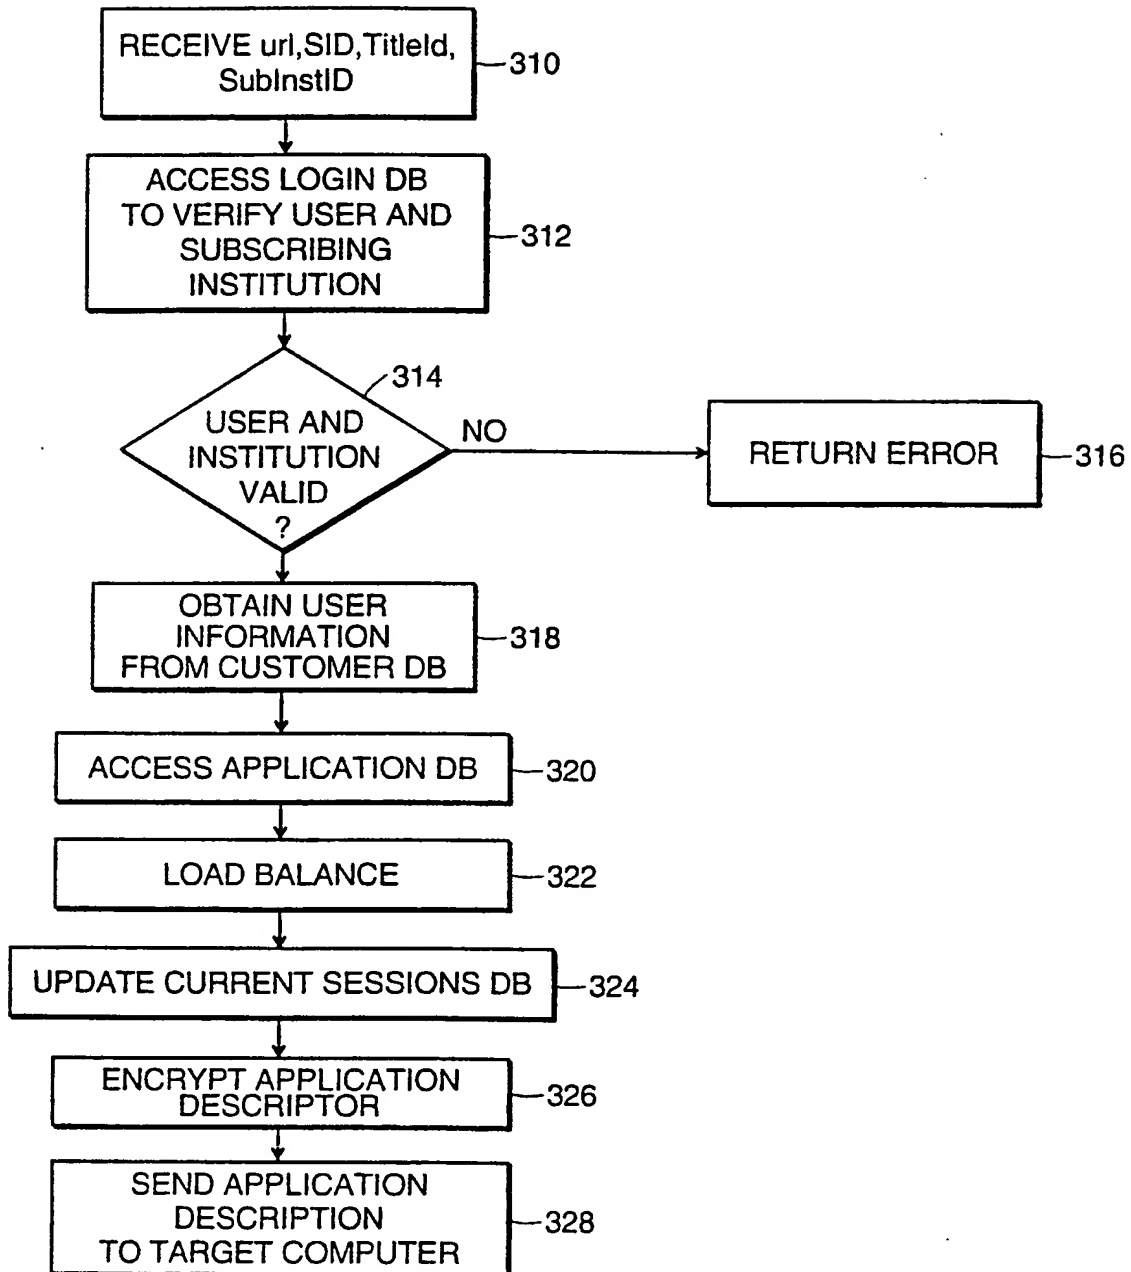 RECEIVE url,SID,TitleId,
SubInstID
310
ACCESS LOGIN DB
TO VERIFY USER AND
SUBSCRIBING
INSTITUTION
312
314
USER AND
INSTITUTION
VALID
?
NO
RETURN ERROR
316
OBTAIN USER
INFORMATION
FROM CUSTOMER DB
318
ACCESS APPLICATION DB
320
LOAD BALANCE
322
UPDATE CURRENT SESSIONS DB
324
ENCRYPT APPLICATION
DESCRIPTOR
326
SEND APPLICATION
DESCRIPTION
TO TARGET COMPUTER
328